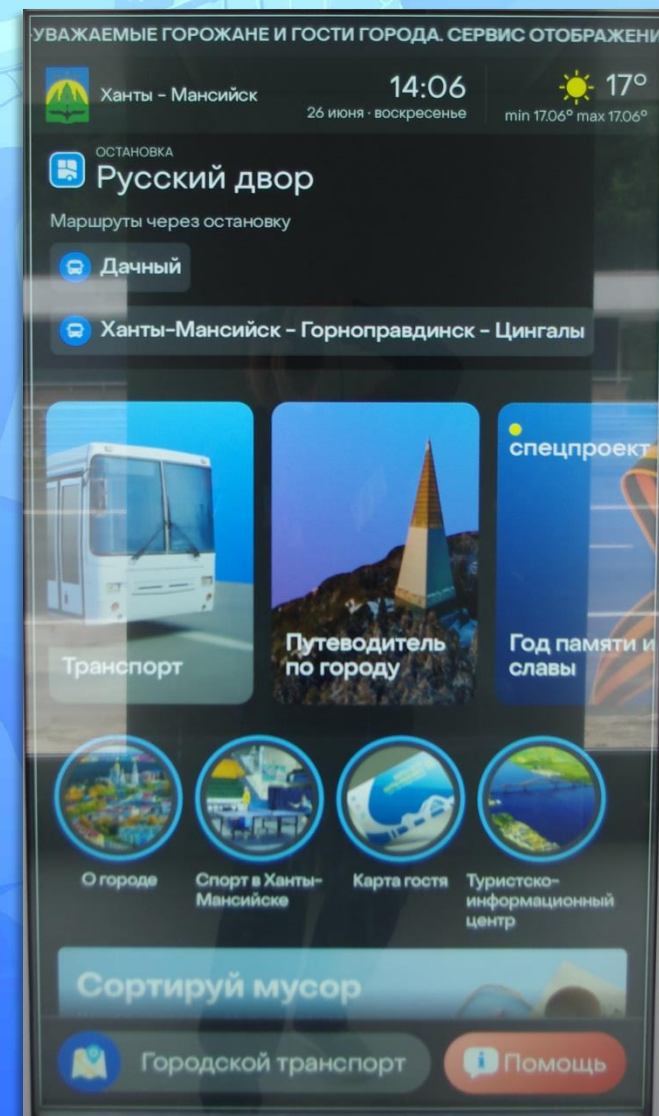 УВАЖАЕМЫЕ ГОРОЖАНЕ И ГОСТИ ГОРОДА. СЕРВИС ОТОБРАЖЕНИ
Ханты - Мансийск
14:06
26 июня · воскресенье
17°
min 17.06° max 17.06°
ОСТАНОВКА
Русский двор
Маршруты через остановку
Дачный
Ханты-Мансийск - Горноправдинск - Цингалы
Транспорт
Путеводитель
по городу
спецпроект
Год памяти и
славы
О городе
Спорт в Ханты-
Мансийске
Карта гостя
Туристско-
информационный
центр
Сортируй мусор
Городской транспорт
Помощь